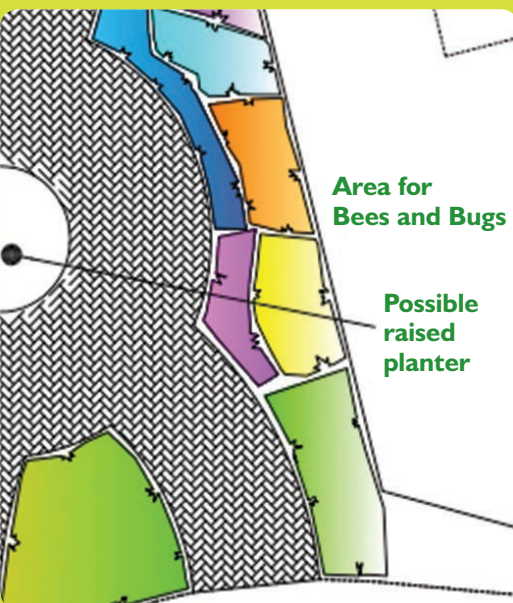 Area for
Bees and Bugs
Possible
raised
planter